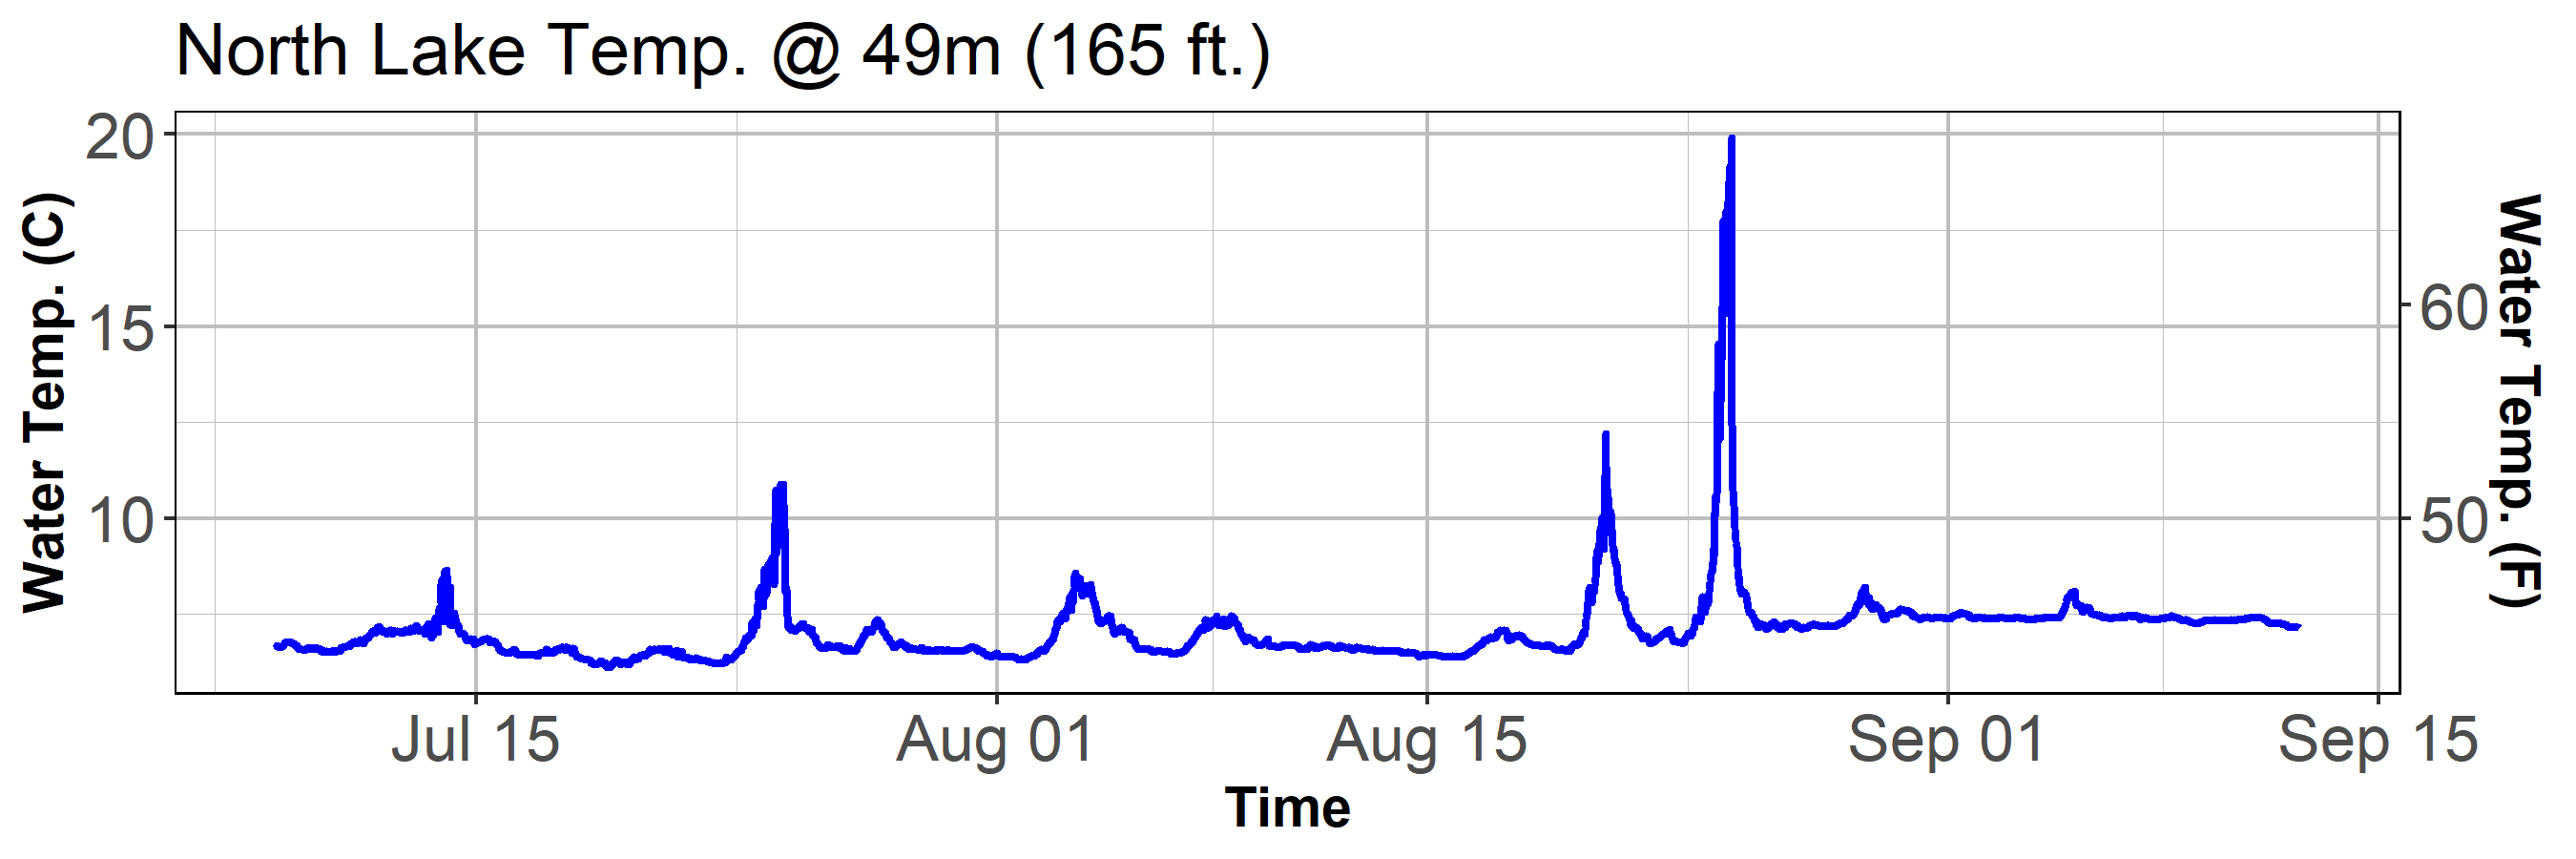 North Lake Temp. @ 49m (165 ft.)
20
15
10
Water Temp. (C)
60
50
Water Temp. (F)
Jul 15
Aug 01
Aug 15
Sep 01
Sep 15
Time